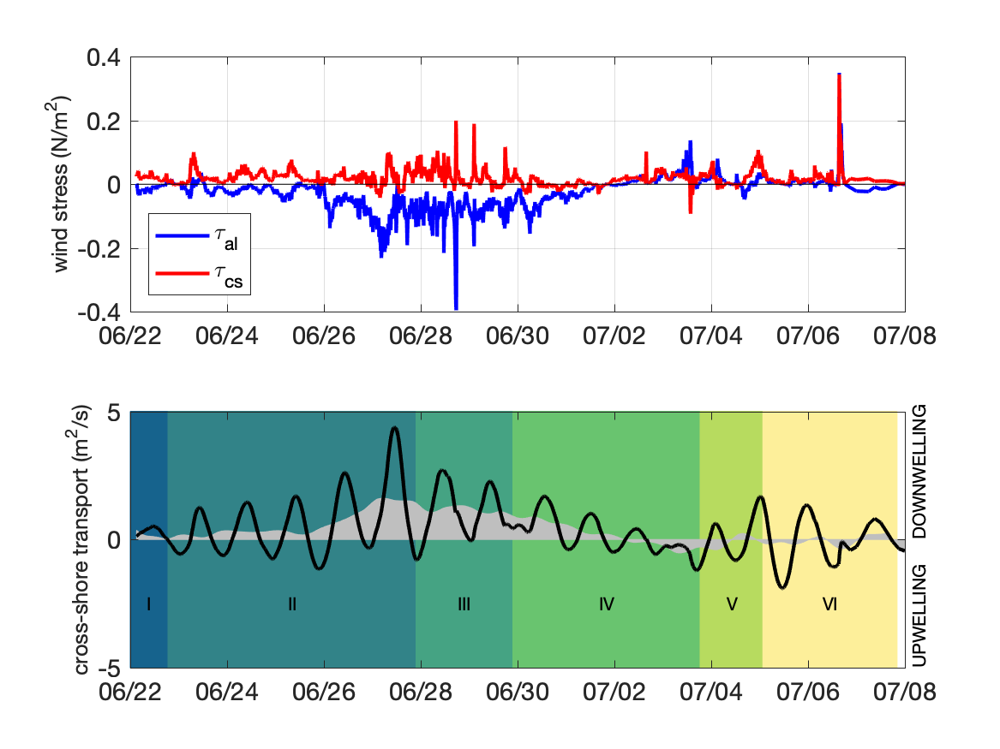 wind stress (N/m²)
0.4
0.2
0
-0.2
-0.4
τal
τcs
06/22 06/24 06/26 06/28 06/30 07/02 07/04 07/06 07/08
cross-shore transport (m²/s)
5
0
-5
I II III IV V VI
DOWNWELLING
UPWELLING
06/22 06/24 06/26 06/28 06/30 07/02 07/04 07/06 07/08